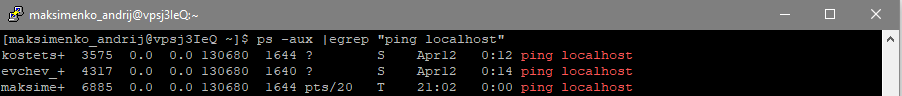 maksimenko_andrij@vpsj3IeQ:~
[maksimenko_andrij@vpsj3IeQ ~]$ ps -aux |egrep "ping localhost"
kostets+  3575  0.0  0.0 130680  1644 ?        S    Apr12   0:12 ping localhost
evchev_+  4317  0.0  0.0 130680  1640 ?        S    Apr12   0:14 ping localhost
maksime+  6885  0.0  0.0 130680  1644 pts/20   T    21:02   0:00 ping localhost